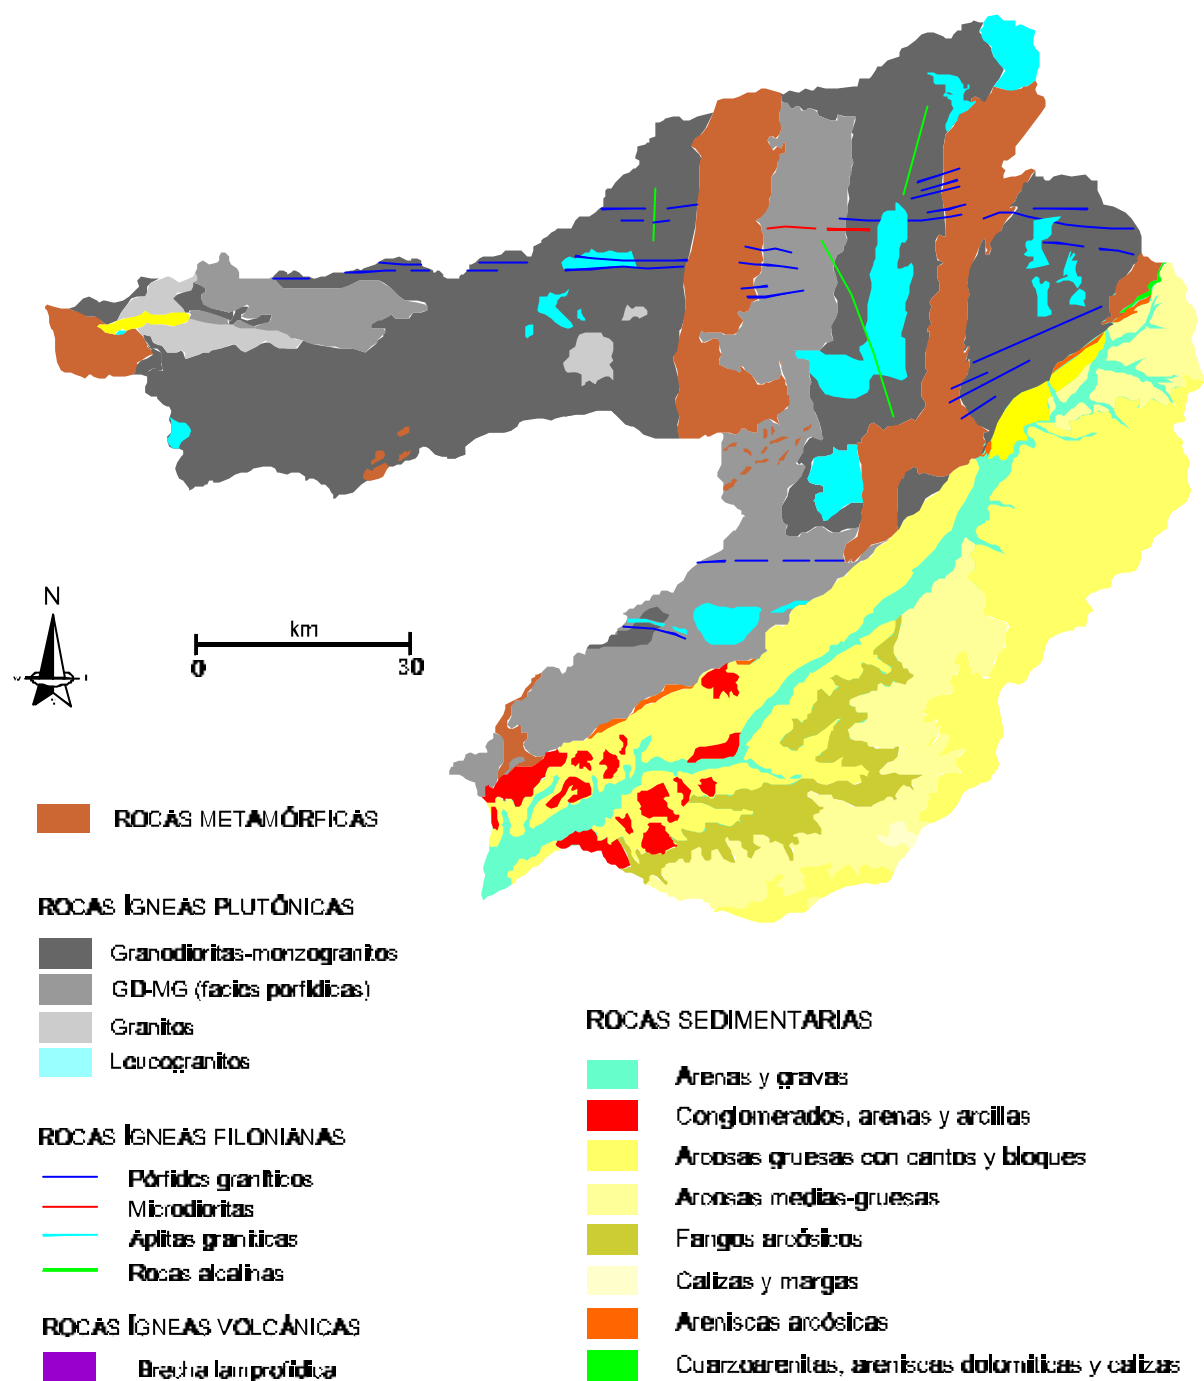 N
W
km
0 30
ROCAS METAMÓRFICAS
ROCAS ÍGNEAS PLUTÓNICAS
Granodioritas-monzogranitos
GD-MG (facies porfídicas)
Granitos
Leucogranitos
ROCAS ÍGNEAS FILONIANAS
Pórfidos graníticos
Microdioritas
Aplitas graníticas
Rocas alcalinas
ROCAS ÍGNEAS VOLCÁNICAS
Brecha lamprofídica
ROCAS SEDIMENTARIAS
Arenas y gravas
Conglomerados, arenas y arcillas
Arcosas gruesas con cantos y bloques
Arcosas medias-gruesas
Fangos arcósicos
Calizas y margas
Areniscas arcósicas
Cuarzoarenitas, areniscas dolomíticas y calizas